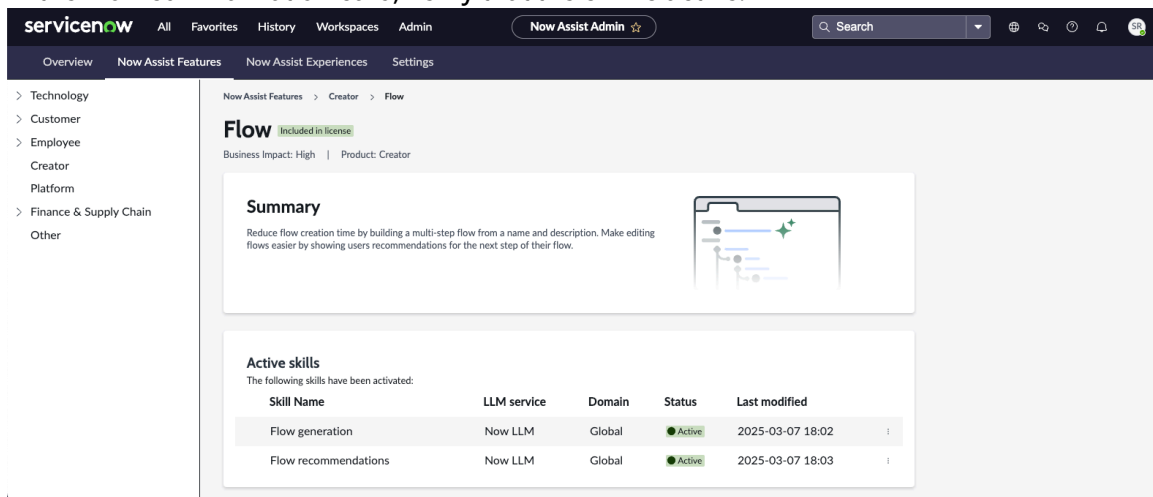 servicenow All Favorites History Workspaces Admin Now Assist Admin Search SR
Overview Now Assist Features Now Assist Experiences Settings
Technology
Customer
Employee
Creator
Platform
Finance & Supply Chain
Other
Now Assist Features > Creator > Flow
Flow Included in license
Business Impact: High | Product: Creator
Summary
Reduce flow creation time by building a multi-step flow from a name and description. Make editing
flows easier by showing users recommendations for the next step of their flow.
Active skills
The following skills have been activated:
Skill Name LLM service Domain Status Last modified
Flow generation Now LLM Global Active 2025-03-07 18:02
Flow recommendations Now LLM Global Active 2025-03-07 18:03